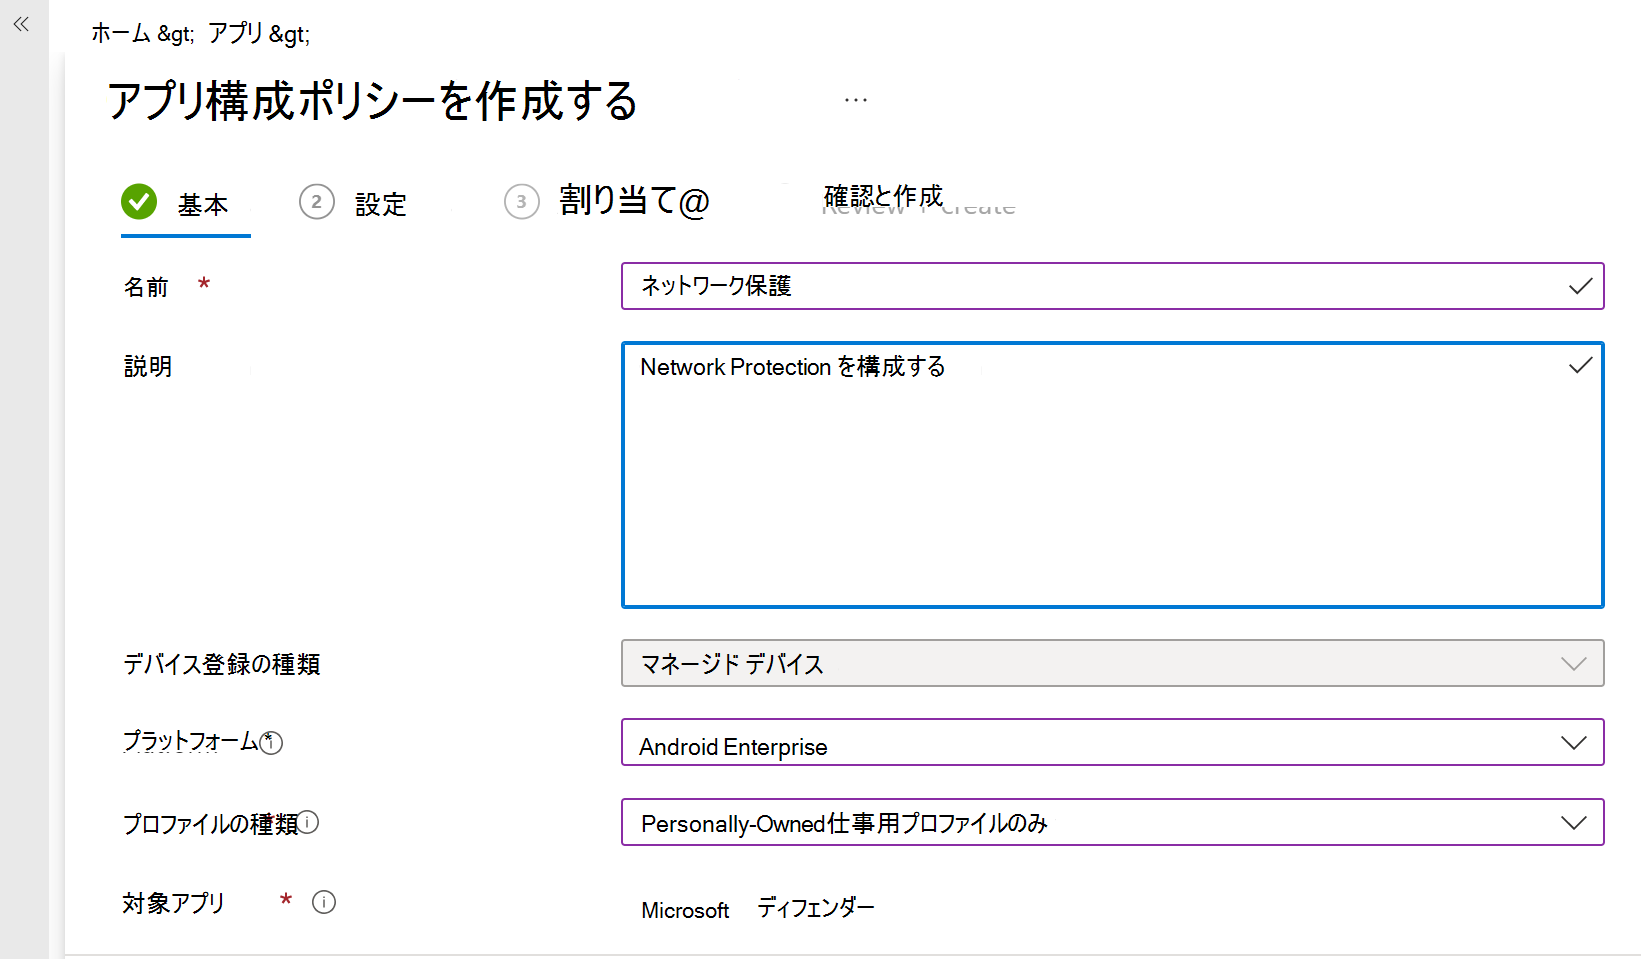 ホーム &gt; アプリ &gt;
アプリ構成ポリシーを作成する ...
基本 2 設定 3 割り当て@ 確認と作成
Review + create
名前 * ネットワーク保護
説明 Network Protection を構成する
デバイス登録の種類 マネージド デバイス
プラットフォーム* Android Enterprise
プロファイルの種類 Personally-Owned仕事用プロファイルのみ
対象アプリ * Microsoft ディフェンダー